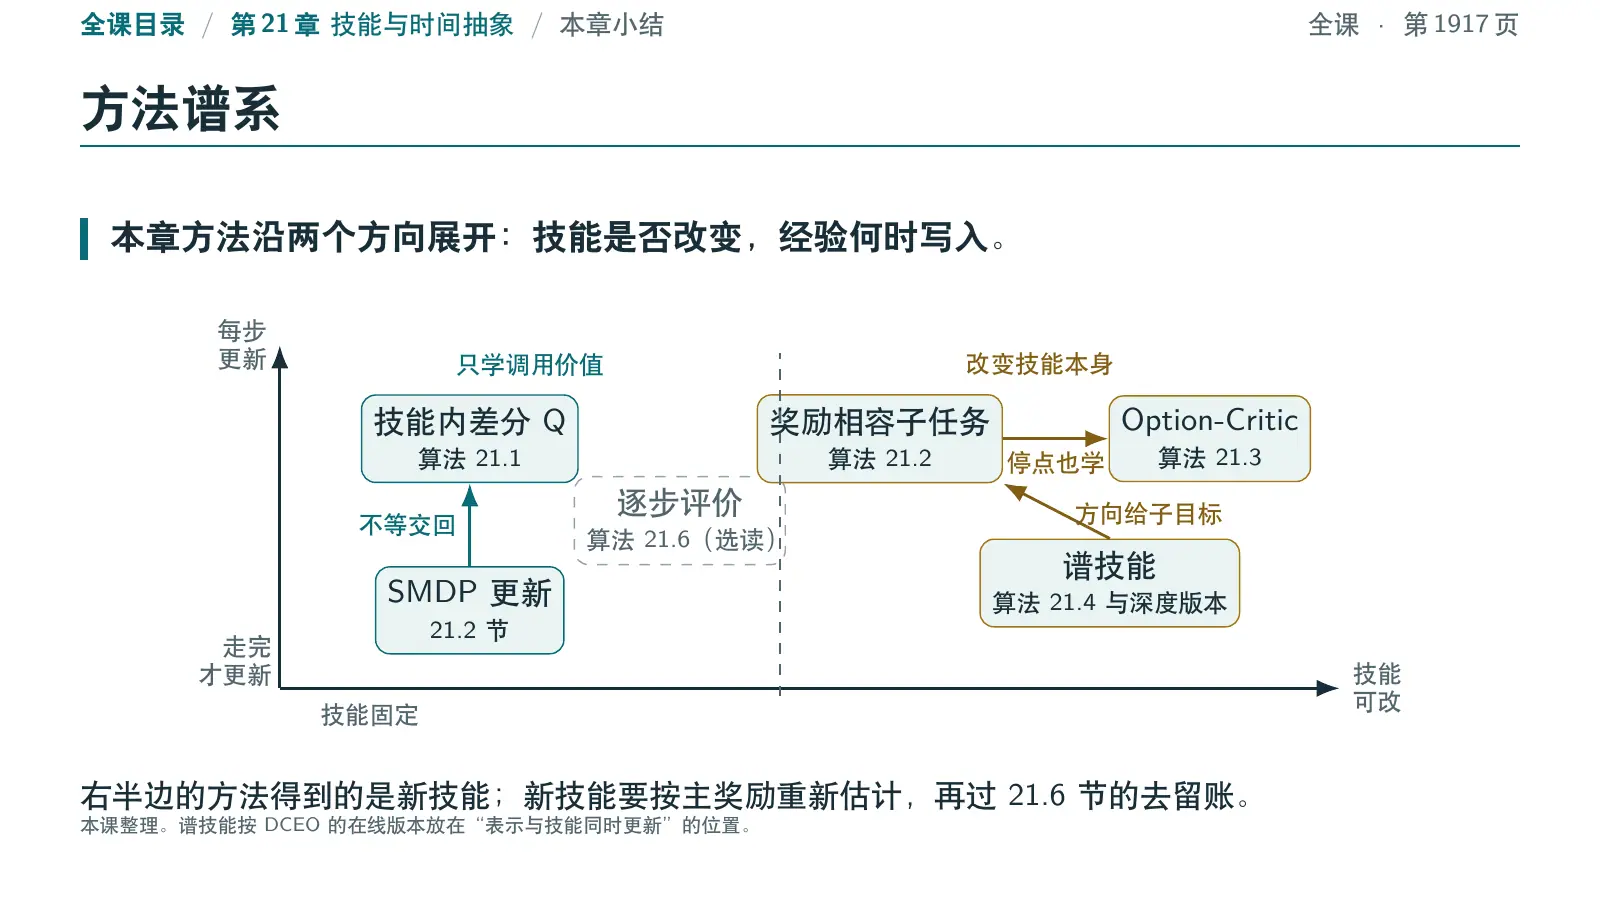 全课目录 / 第 21 章 技能与时间抽象 / 本章小结
全课 · 第 1917 页
方法谱系
本章方法沿两个方向展开：技能是否改变，经验何时写入。
每步
更新
只学调用价值
改变技能本身
技能内差分 Q
算法 21.1
奖励相容子任务
算法 21.2
Option-Critic
算法 21.3
停点也学
逐步评价
算法 21.6（选读）
不等交回
方向给子目标
SMDP 更新
21.2 节
谱技能
算法 21.4 与深度版本
走完
才更新
技能
可改
技能固定
右半边的方法得到的是新技能；新技能要按主奖励重新估计，再过 21.6 节的去留账。
本课整理。谱技能按 DCEO 的在线版本放在“表示与技能同时更新”的位置。